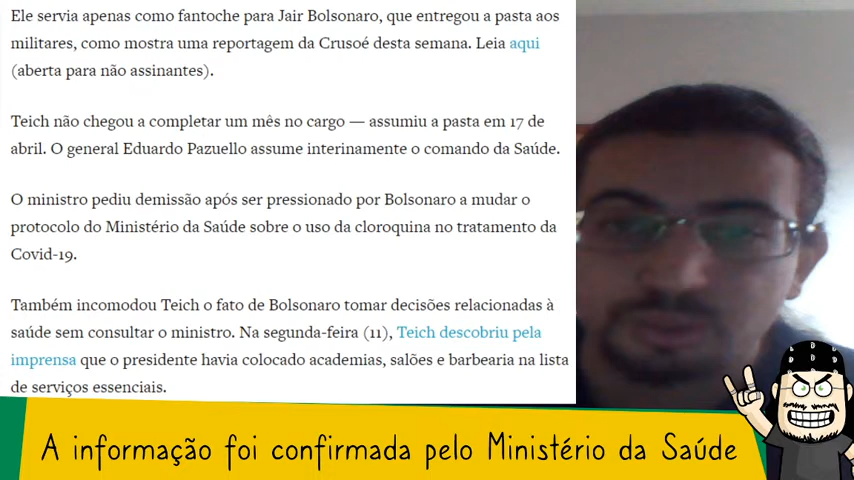 Ele servia apenas como fantoche para Jair Bolsonaro, que entregou a pasta aos
militares, como mostra uma reportagem da Crusoé desta semana. Leia aqui
(aberta para não assinantes).
Teich não chegou a completar um mês no cargo — assumiu a pasta em 17 de
abril. O general Eduardo Pazuello assume interinamente o comando da Saúde.
O ministro pediu demissão após ser pressionado por Bolsonaro a mudar o
protocolo do Ministério da Saúde sobre o uso da cloroquina no tratamento da
Covid-19.
Também incomodou Teich o fato de Bolsonaro tomar decisões relacionadas à
saúde sem consultar o ministro. Na segunda-feira (11), Teich descobriu pela
imprensa que o presidente havia colocado academias, salões e barbearia na lista
de serviços essenciais.
A informação foi confirmada pelo Ministério da Saúde